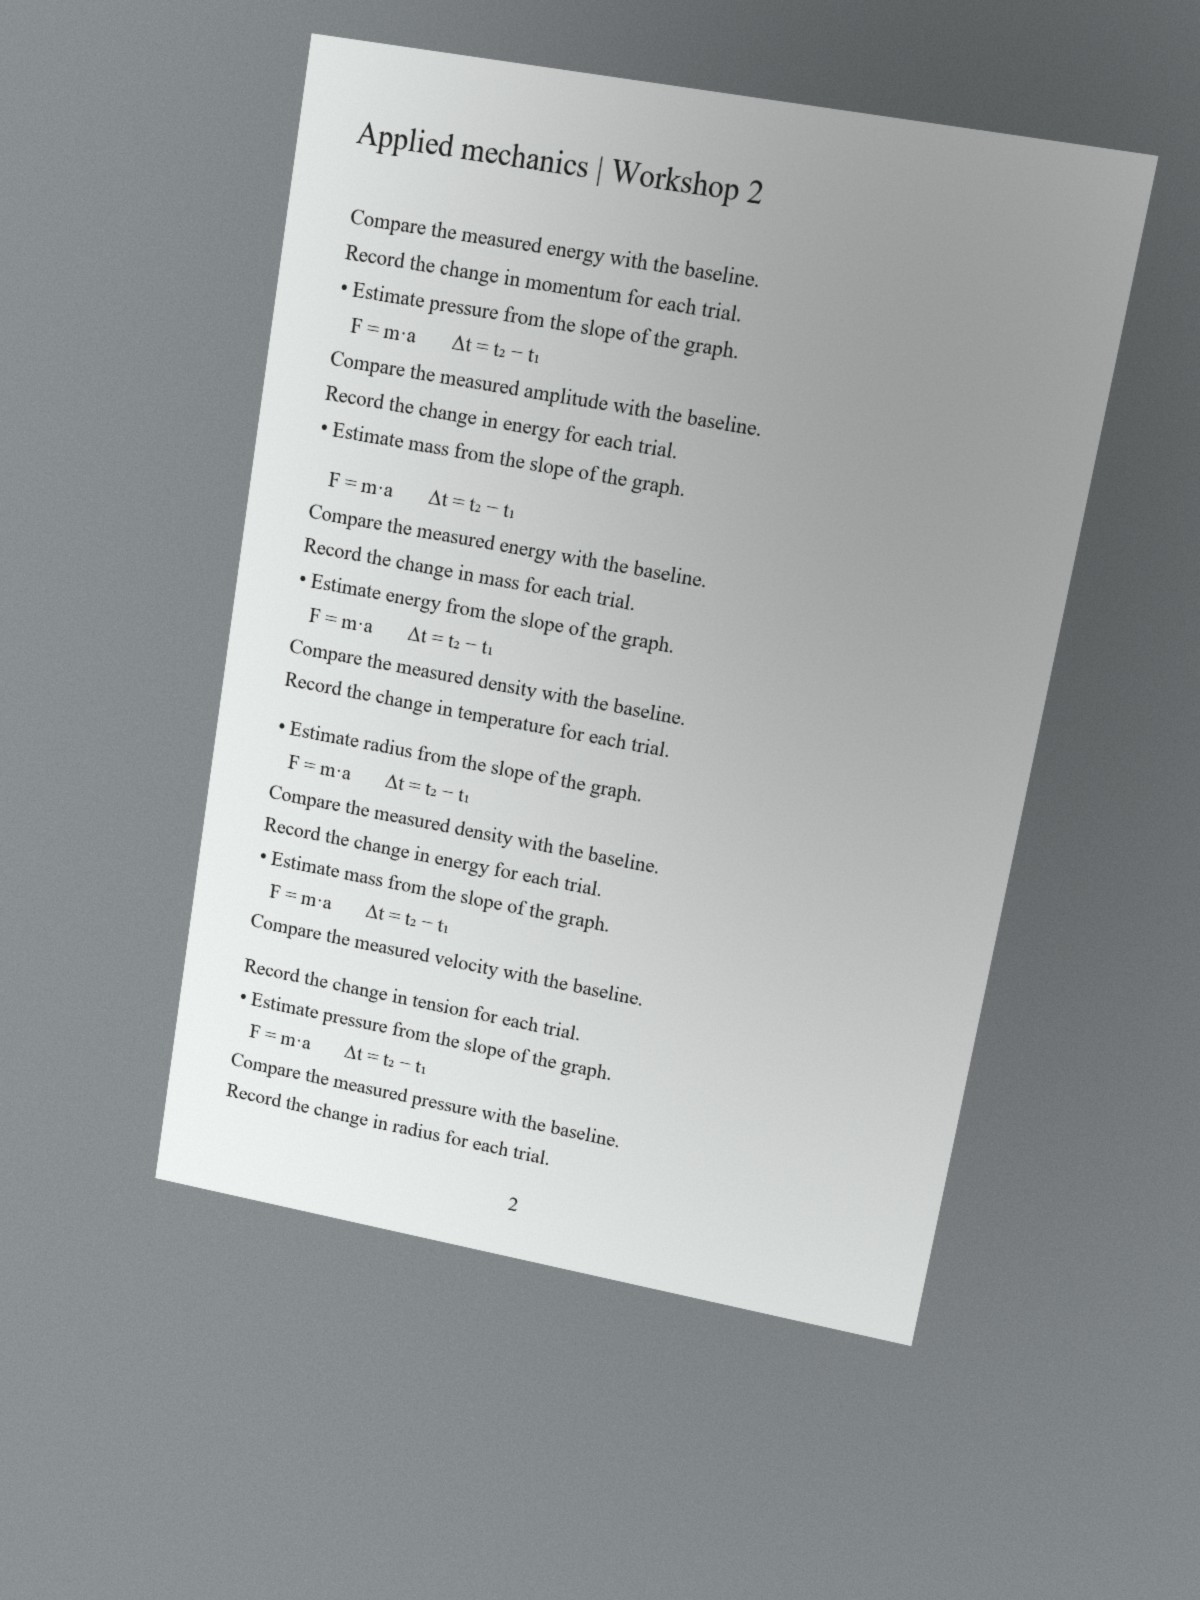 Applied mechanics | Workshop 2
Compare the measured energy with the baseline.
Record the change in momentum for each trial.
• Estimate pressure from the slope of the graph.
F = m·a  Δt = t₂ − t₁
Compare the measured amplitude with the baseline.
Record the change in energy for each trial.
• Estimate mass from the slope of the graph.
F = m·a  Δt = t₂ − t₁
Compare the measured energy with the baseline.
Record the change in mass for each trial.
• Estimate energy from the slope of the graph.
F = m·a  Δt = t₂ − t₁
Compare the measured density with the baseline.
Record the change in temperature for each trial.
• Estimate radius from the slope of the graph.
F = m·a  Δt = t₂ − t₁
Compare the measured density with the baseline.
Record the change in energy for each trial.
• Estimate mass from the slope of the graph.
F = m·a  Δt = t₂ − t₁
Compare the measured velocity with the baseline.
Record the change in tension for each trial.
• Estimate pressure from the slope of the graph.
F = m·a  Δt = t₂ − t₁
Compare the measured pressure with the baseline.
Record the change in radius for each trial.
2